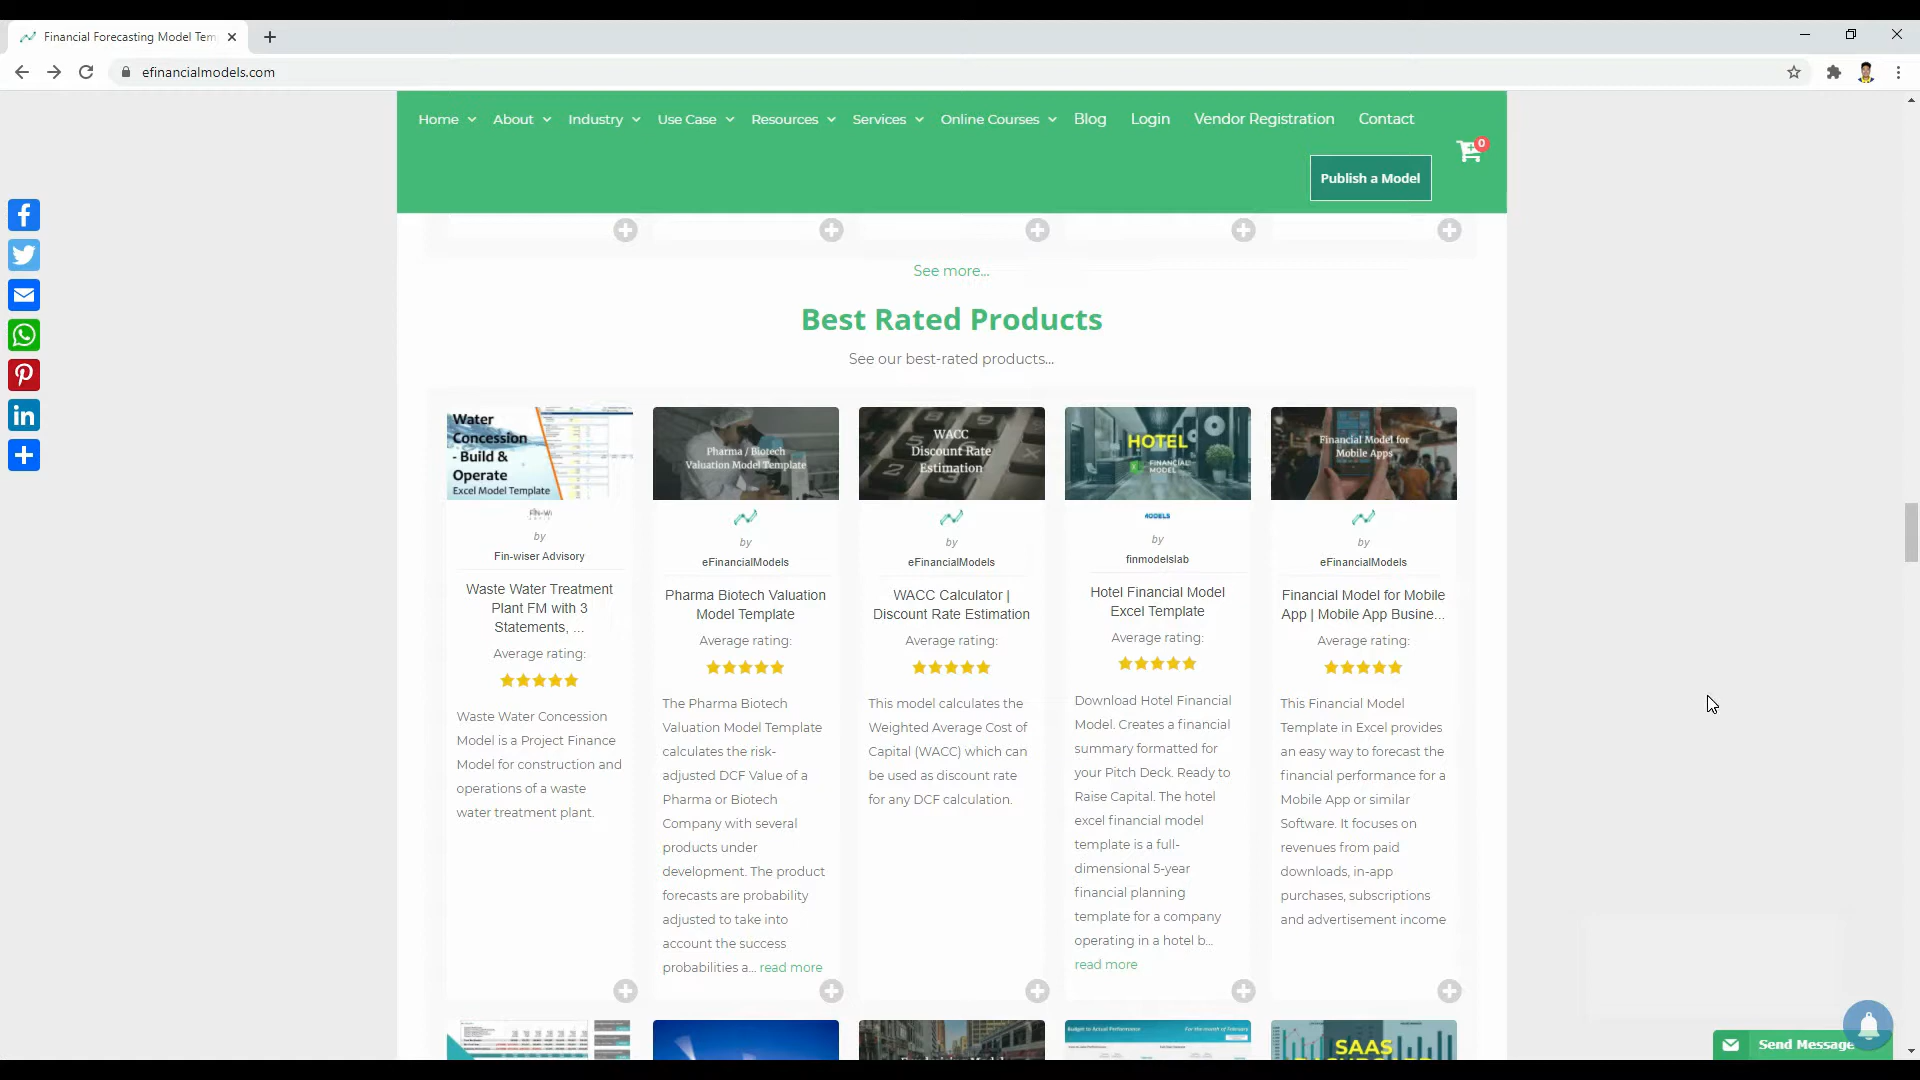 Financial Forecasting Model Tem
efinancialmodels.com
Home About Industry Use Case Resources Services Online Courses Blog Login Vendor Registration Contact
0
Publish a Model
See more...
Best Rated Products
See our best-rated products...
Water
Concession
- Build &
Operate
Excel Model Template
by
Fin-wiser Advisory
Waste Water Treatment
Plant FM with 3
Statements, ...
Average rating:
Waste Water Concession
Model is a Project Finance
Model for construction and
operations of a waste
water treatment plant.
Pharma / Biotech
Valuation Model Template
by
eFinancialModels
Pharma Biotech Valuation
Model Template
Average rating:
The Pharma Biotech
Valuation Model Template
calculates the risk-
adjusted DCF Value of a
Pharma or Biotech
Company with several
products under
development. The product
forecasts are probability
adjusted to take into
account the success
probabilities a... read more
WACC
Discount Rate
Estimation
by
eFinancialModels
WACC Calculator |
Discount Rate Estimation
Average rating:
This model calculates the
Weighted Average Cost of
Capital (WACC) which can
be used as discount rate
for any DCF calculation.
HOTEL
FINANCIAL
MODEL
by
finmodelslab
Hotel Financial Model
Excel Template
Average rating:
Download Hotel Financial
Model. Creates a financial
summary formatted for
your Pitch Deck. Ready to
Raise Capital. The hotel
excel financial model
template is a full-
dimensional 5-year
financial planning
template for a company
operating in a hotel b...
read more
Financial Model for
Mobile Apps
by
eFinancialModels
Financial Model for Mobile
App | Mobile App Busine...
Average rating:
This Financial Model
Template in Excel provides
an easy way to forecast the
financial performance for a
Mobile App or similar
Software. It focuses on
revenues from paid
downloads, in-app
purchases, subscriptions
and advertisement income
Budget to Actual Performance
For the month of February
SAAS
Send Message